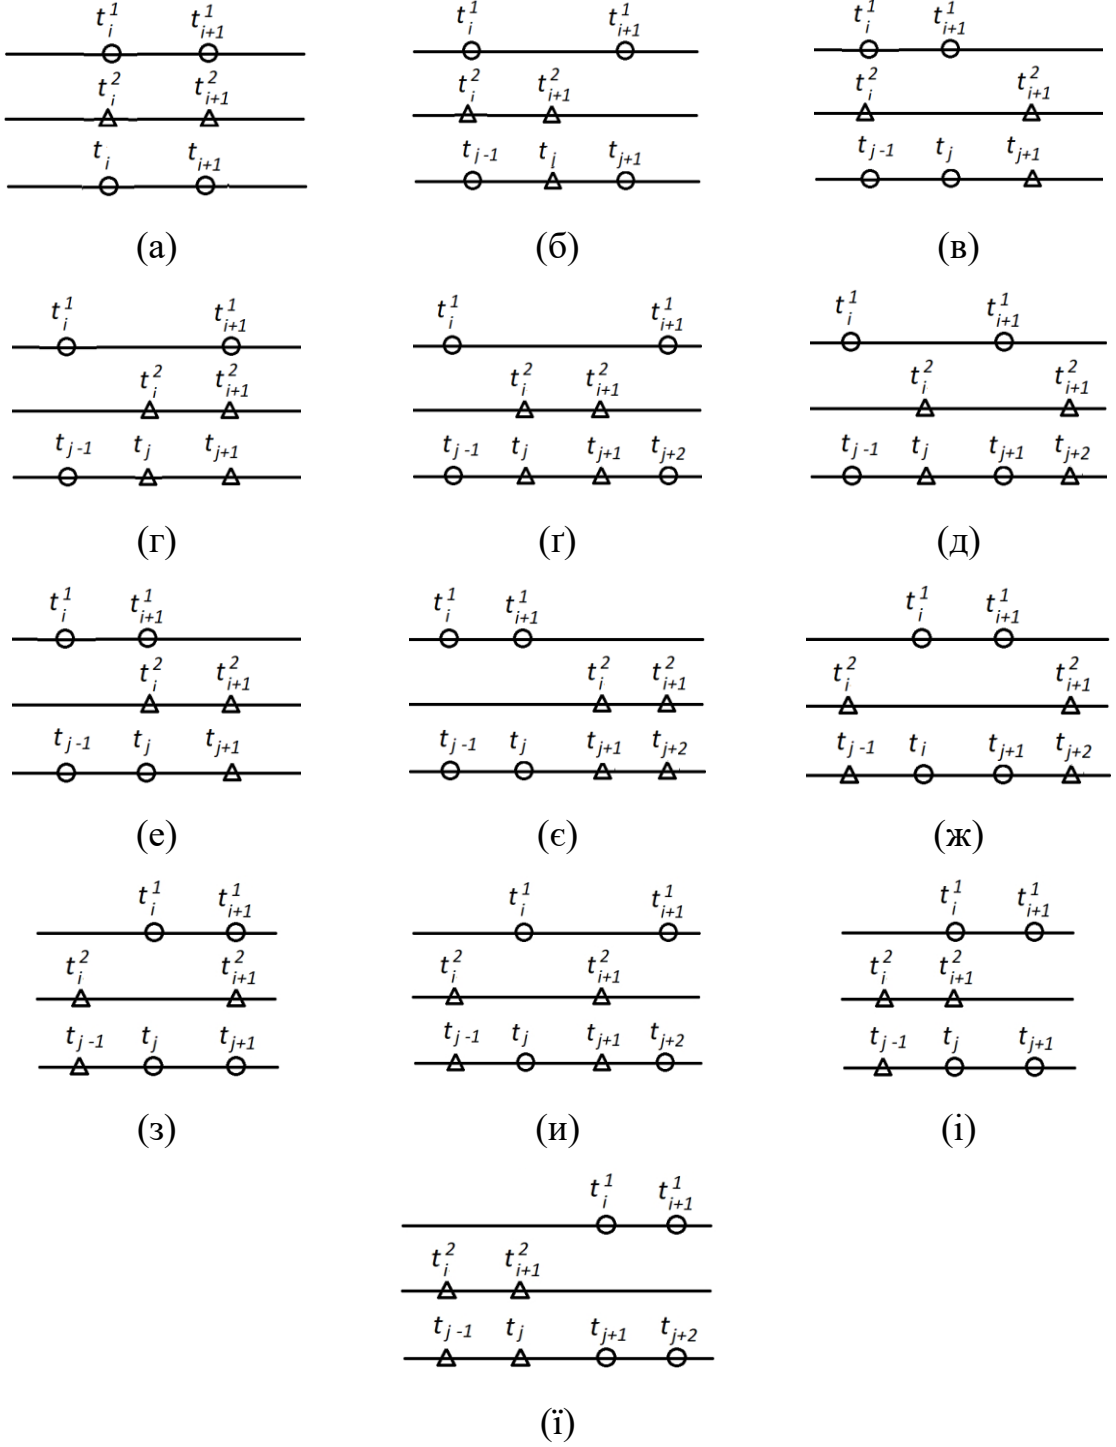 t_i^1 t_{i+1}^1 t_i^1 t_{i+1}^1 t_i^1 t_{i+1}^1
t_i^2 t_{i+1}^2 t_i^2 t_{i+1}^2 t_i^2 t_{i+1}^2
t_i t_{i+1} t_{j-1} t_i t_{j+1} t_{j-1} t_j t_{j+1}
(а) (б) (в)
t_i^1 t_{i+1}^1 t_i^1 t_{i+1}^1 t_i^1 t_{i+1}^1
t_i^2 t_{i+1}^2 t_i^2 t_{i+1}^2 t_i^2 t_{i+1}^2
t_{j-1} t_j t_{j+1} t_{j-1} t_j t_{j+1} t_{j+2} t_{j-1} t_j t_{j+1} t_{j+2}
(г) (ґ) (д)
t_i^1 t_{i+1}^1 t_i^1 t_{i+1}^1 t_i^1 t_{i+1}^1
t_i^2 t_{i+1}^2 t_i^2 t_{i+1}^2 t_i^2 t_{i+1}^2
t_{j-1} t_j t_{j+1} t_{j-1} t_j t_{j+1} t_{j+2} t_{j-1} t_i t_{j+1} t_{j+2}
(е) (є) (ж)
t_i^1 t_{i+1}^1 t_i^1 t_{i+1}^1 t_i^1 t_{i+1}^1
t_i^2 t_{i+1}^2 t_i^2 t_{i+1}^2 t_i^2 t_{i+1}^2
t_{j-1} t_j t_{j+1} t_{j-1} t_j t_{j+1} t_{j+2} t_{j-1} t_j t_{j+1}
(з) (и) (і)
t_i^1 t_{i+1}^1
t_i^2 t_{i+1}^2
t_{j-1} t_j t_{j+1} t_{j+2}
(ї)